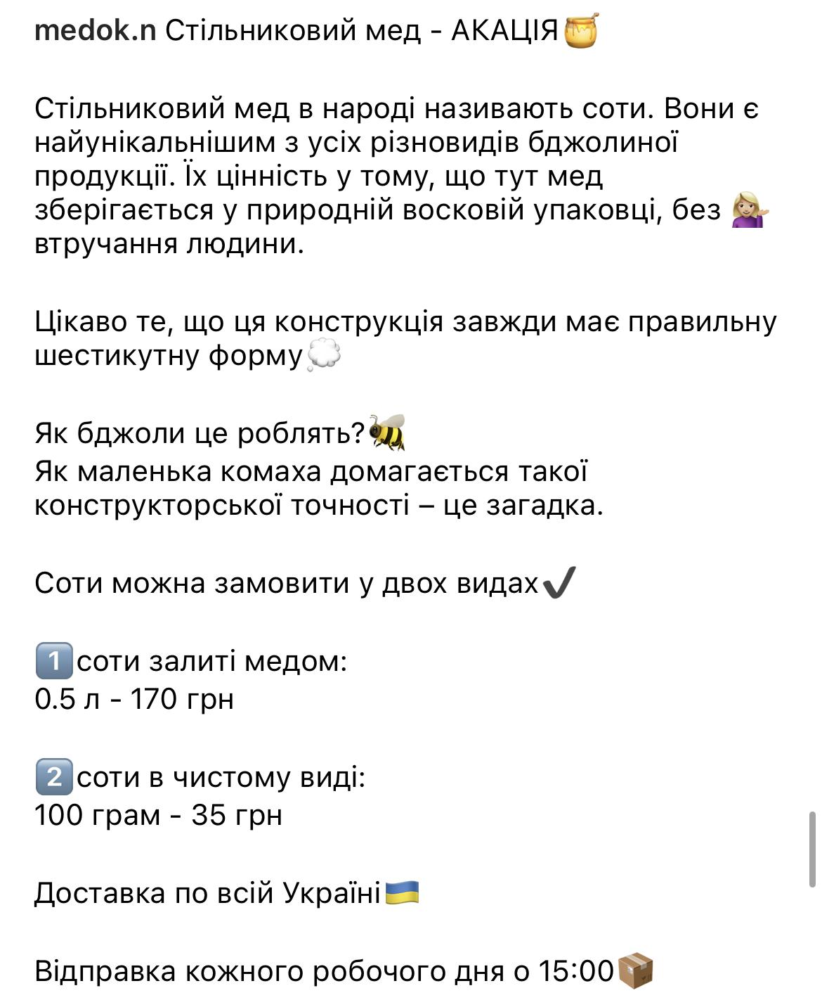 medok.n Стільниковий мед - АКАЦІЯ🍯
Стільниковий мед в народі називають соти. Вони є
найунікальнішим з усіх різновидів бджолиної
продукції. Їх цінність у тому, що тут мед
зберігається у природній восковій упаковці, без 💁🏼‍♀️
втручання людини.
Цікаво те, що ця конструкція завжди має правильну
шестикутну форму💭
Як бджоли це роблять?🐝
Як маленька комаха домагається такої
конструкторської точності – це загадка.
Соти можна замовити у двох видах✔️
1️⃣соти залиті медом:
0.5 л - 170 грн
2️⃣соти в чистому виді:
100 грам - 35 грн
Доставка по всій Україні🇺🇦
Відправка кожного робочого дня о 15:00📦